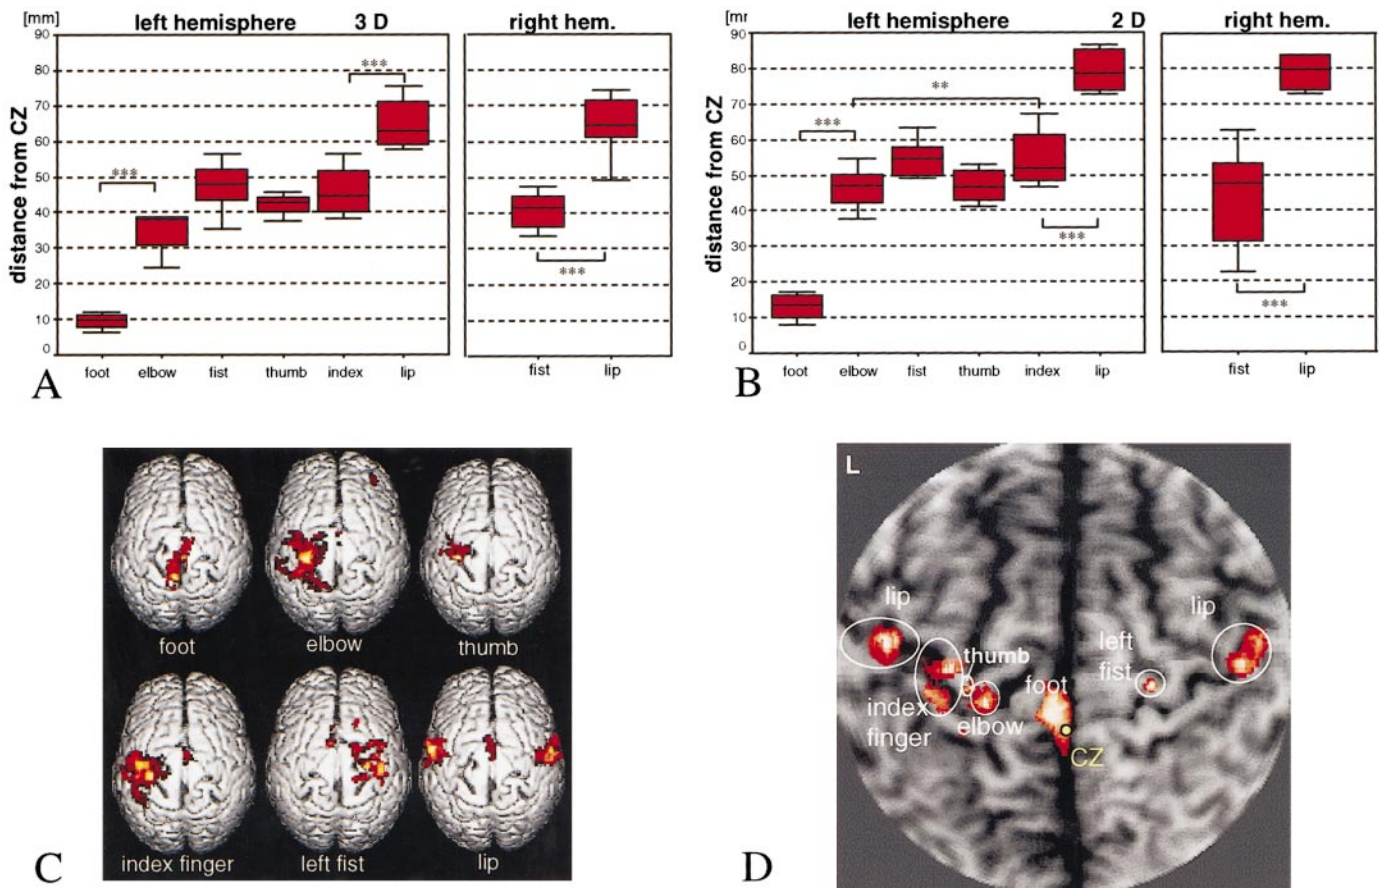 [mm] left hemisphere 3 D right hem.
distance from CZ
90
80
70
60
50
40
30
20
10
0
***
***
***
foot elbow fist thumb index lip
fist lip
A
[mr left hemisphere 2 D right hem.
distance from CZ
90
80
70
60
50
40
30
20
10
0
***
**
***
***
foot elbow fist thumb index lip
fist lip
B
foot elbow thumb
index finger left fist lip
C
L
lip
lip
left
fist
thumb
foot
index
finger
elbow
CZ
D